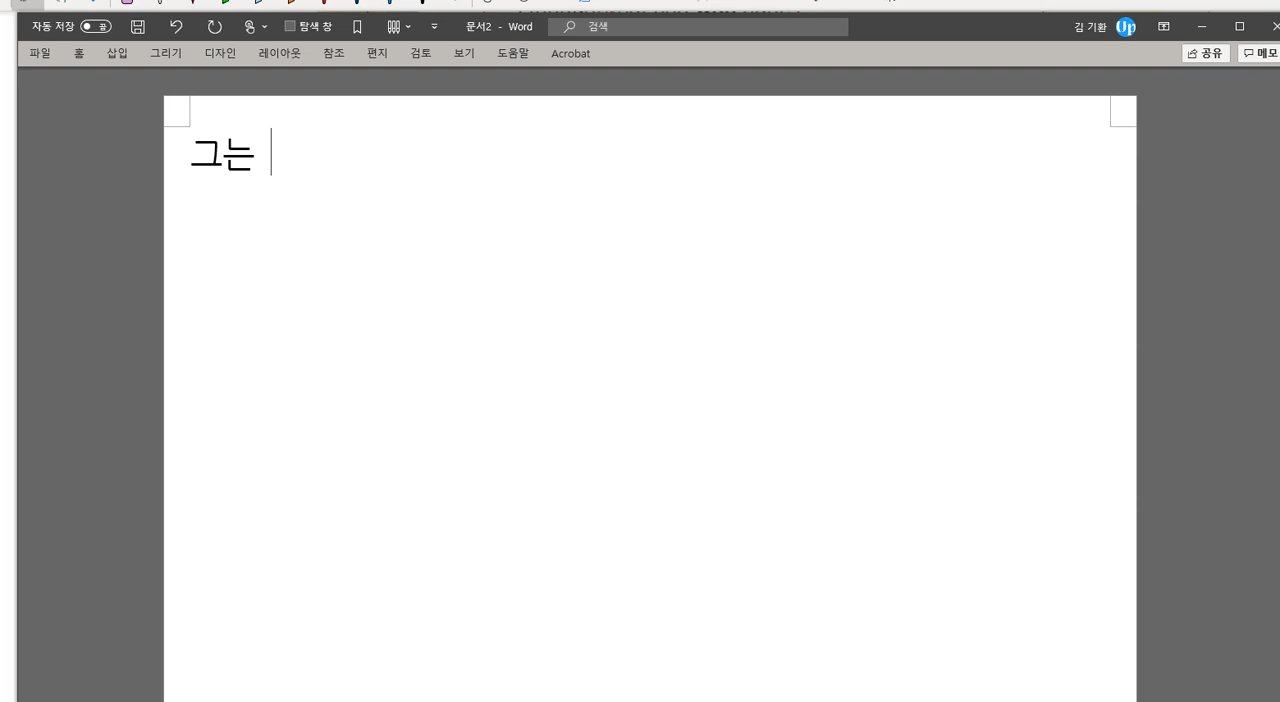 자동 저장 끔 탐색 창 문서2 - Word 검색 김 기환 Up
파일 홈 삽입 그리기 디자인 레이아웃 참조 편지 검토 보기 도움말 Acrobat 공유 메모
그는